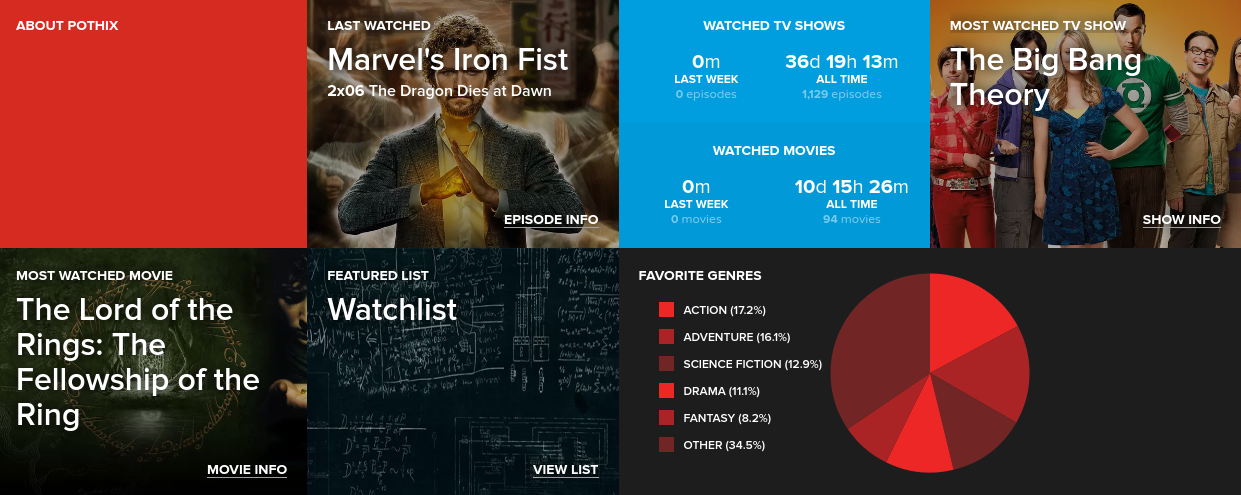 ABOUT POTHIX
LAST WATCHED
Marvel's Iron Fist
2x06 The Dragon Dies at Dawn
EPISODE INFO
WATCHED TV SHOWS
0m
LAST WEEK
0 episodes
36d 19h 13m
ALL TIME
1,129 episodes
WATCHED MOVIES
0m
LAST WEEK
0 movies
10d 15h 26m
ALL TIME
94 movies
MOST WATCHED TV SHOW
The Big Bang
Theory
SHOW INFO
MOST WATCHED MOVIE
The Lord of the
Rings: The
Fellowship of the
Ring
MOVIE INFO
FEATURED LIST
Watchlist
VIEW LIST
FAVORITE GENRES
ACTION (17.2%)
ADVENTURE (16.1%)
SCIENCE FICTION (12.9%)
DRAMA (11.1%)
FANTASY (8.2%)
OTHER (34.5%)